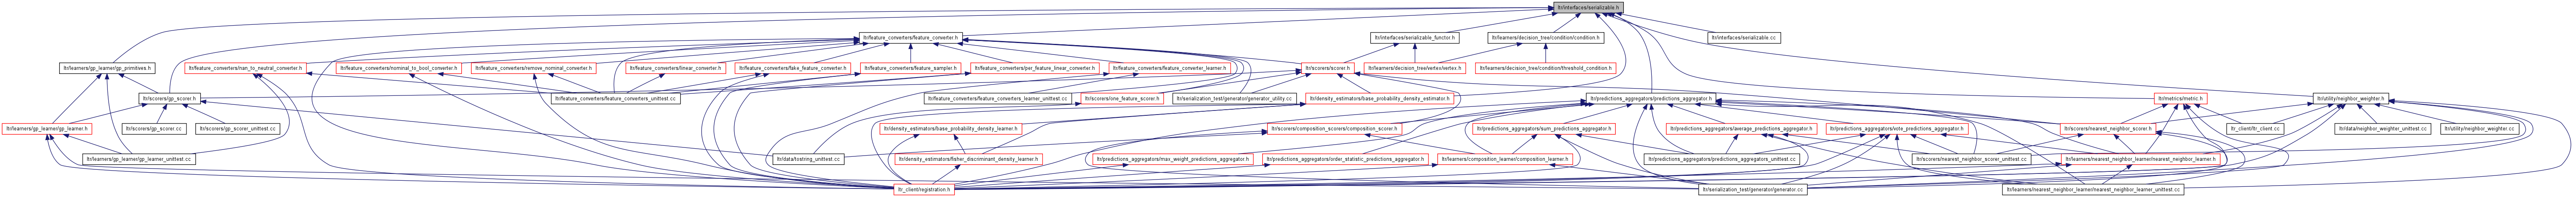 ltr/interfaces/serializable.h
ltr/feature_converters/feature_converter.h
ltr/interfaces/serializable_functor.h
ltr/learners/decision_tree/condition/condition.h
ltr/interfaces/serializable.cc
ltr/learners/gp_learner/gp_primitives.h
ltr/feature_converters/nan_to_neutral_converter.h
ltr/feature_converters/nominal_to_bool_converter.h
ltr/feature_converters/remove_nominal_converter.h
ltr/feature_converters/linear_converter.h
ltr/feature_converters/fake_feature_converter.h
ltr/feature_converters/feature_sampler.h
ltr/feature_converters/per_feature_linear_converter.h
ltr/feature_converters/feature_converter_learner.h
ltr/scorers/scorer.h
ltr/learners/decision_tree/vertex/vertex.h
ltr/learners/decision_tree/condition/threshold_condition.h
ltr/scorers/gp_scorer.h
ltr/feature_converters/feature_converters_unittest.cc
ltr/feature_converters/feature_converters_learner_unittest.cc
ltr/scorers/one_feature_scorer.h
ltr/serialization_test/generator/generator_utility.cc
ltr/density_estimators/base_probability_density_estimator.h
ltr/predictions_aggregators/predictions_aggregator.h
ltr/metrics/metric.h
ltr/utility/neighbor_weighter.h
ltr/learners/gp_learner/gp_learner.h
ltr/scorers/gp_scorer.cc
ltr/scorers/gp_scorer_unittest.cc
ltr/density_estimators/base_probability_density_learner.h
ltr/scorers/composition_scorers/composition_scorer.h
ltr/predictions_aggregators/sum_predictions_aggregator.h
ltr/predictions_aggregators/average_predictions_aggregator.h
ltr/predictions_aggregators/vote_predictions_aggregator.h
ltr/scorers/nearest_neighbor_scorer.h
ltr_client/ltr_client.cc
ltr/data/neighbor_weighter_unittest.cc
ltr/utility/neighbor_weighter.cc
ltr/learners/gp_learner/gp_learner_unittest.cc
ltr/data/tostring_unittest.cc
ltr/density_estimators/fisher_discriminant_density_learner.h
ltr/predictions_aggregators/max_weight_predictions_aggregator.h
ltr/predictions_aggregators/order_statistic_predictions_aggregator.h
ltr/learners/composition_learner/composition_learner.h
ltr/predictions_aggregators/predictions_aggregators_unittest.cc
ltr/scorers/nearest_neighbor_scorer_unittest.cc
ltr/learners/nearest_neighbor_learner/nearest_neighbor_learner.h
ltr_client/registration.h
ltr/serialization_test/generator/generator.cc
ltr/learners/nearest_neighbor_learner/nearest_neighbor_learner_unittest.cc